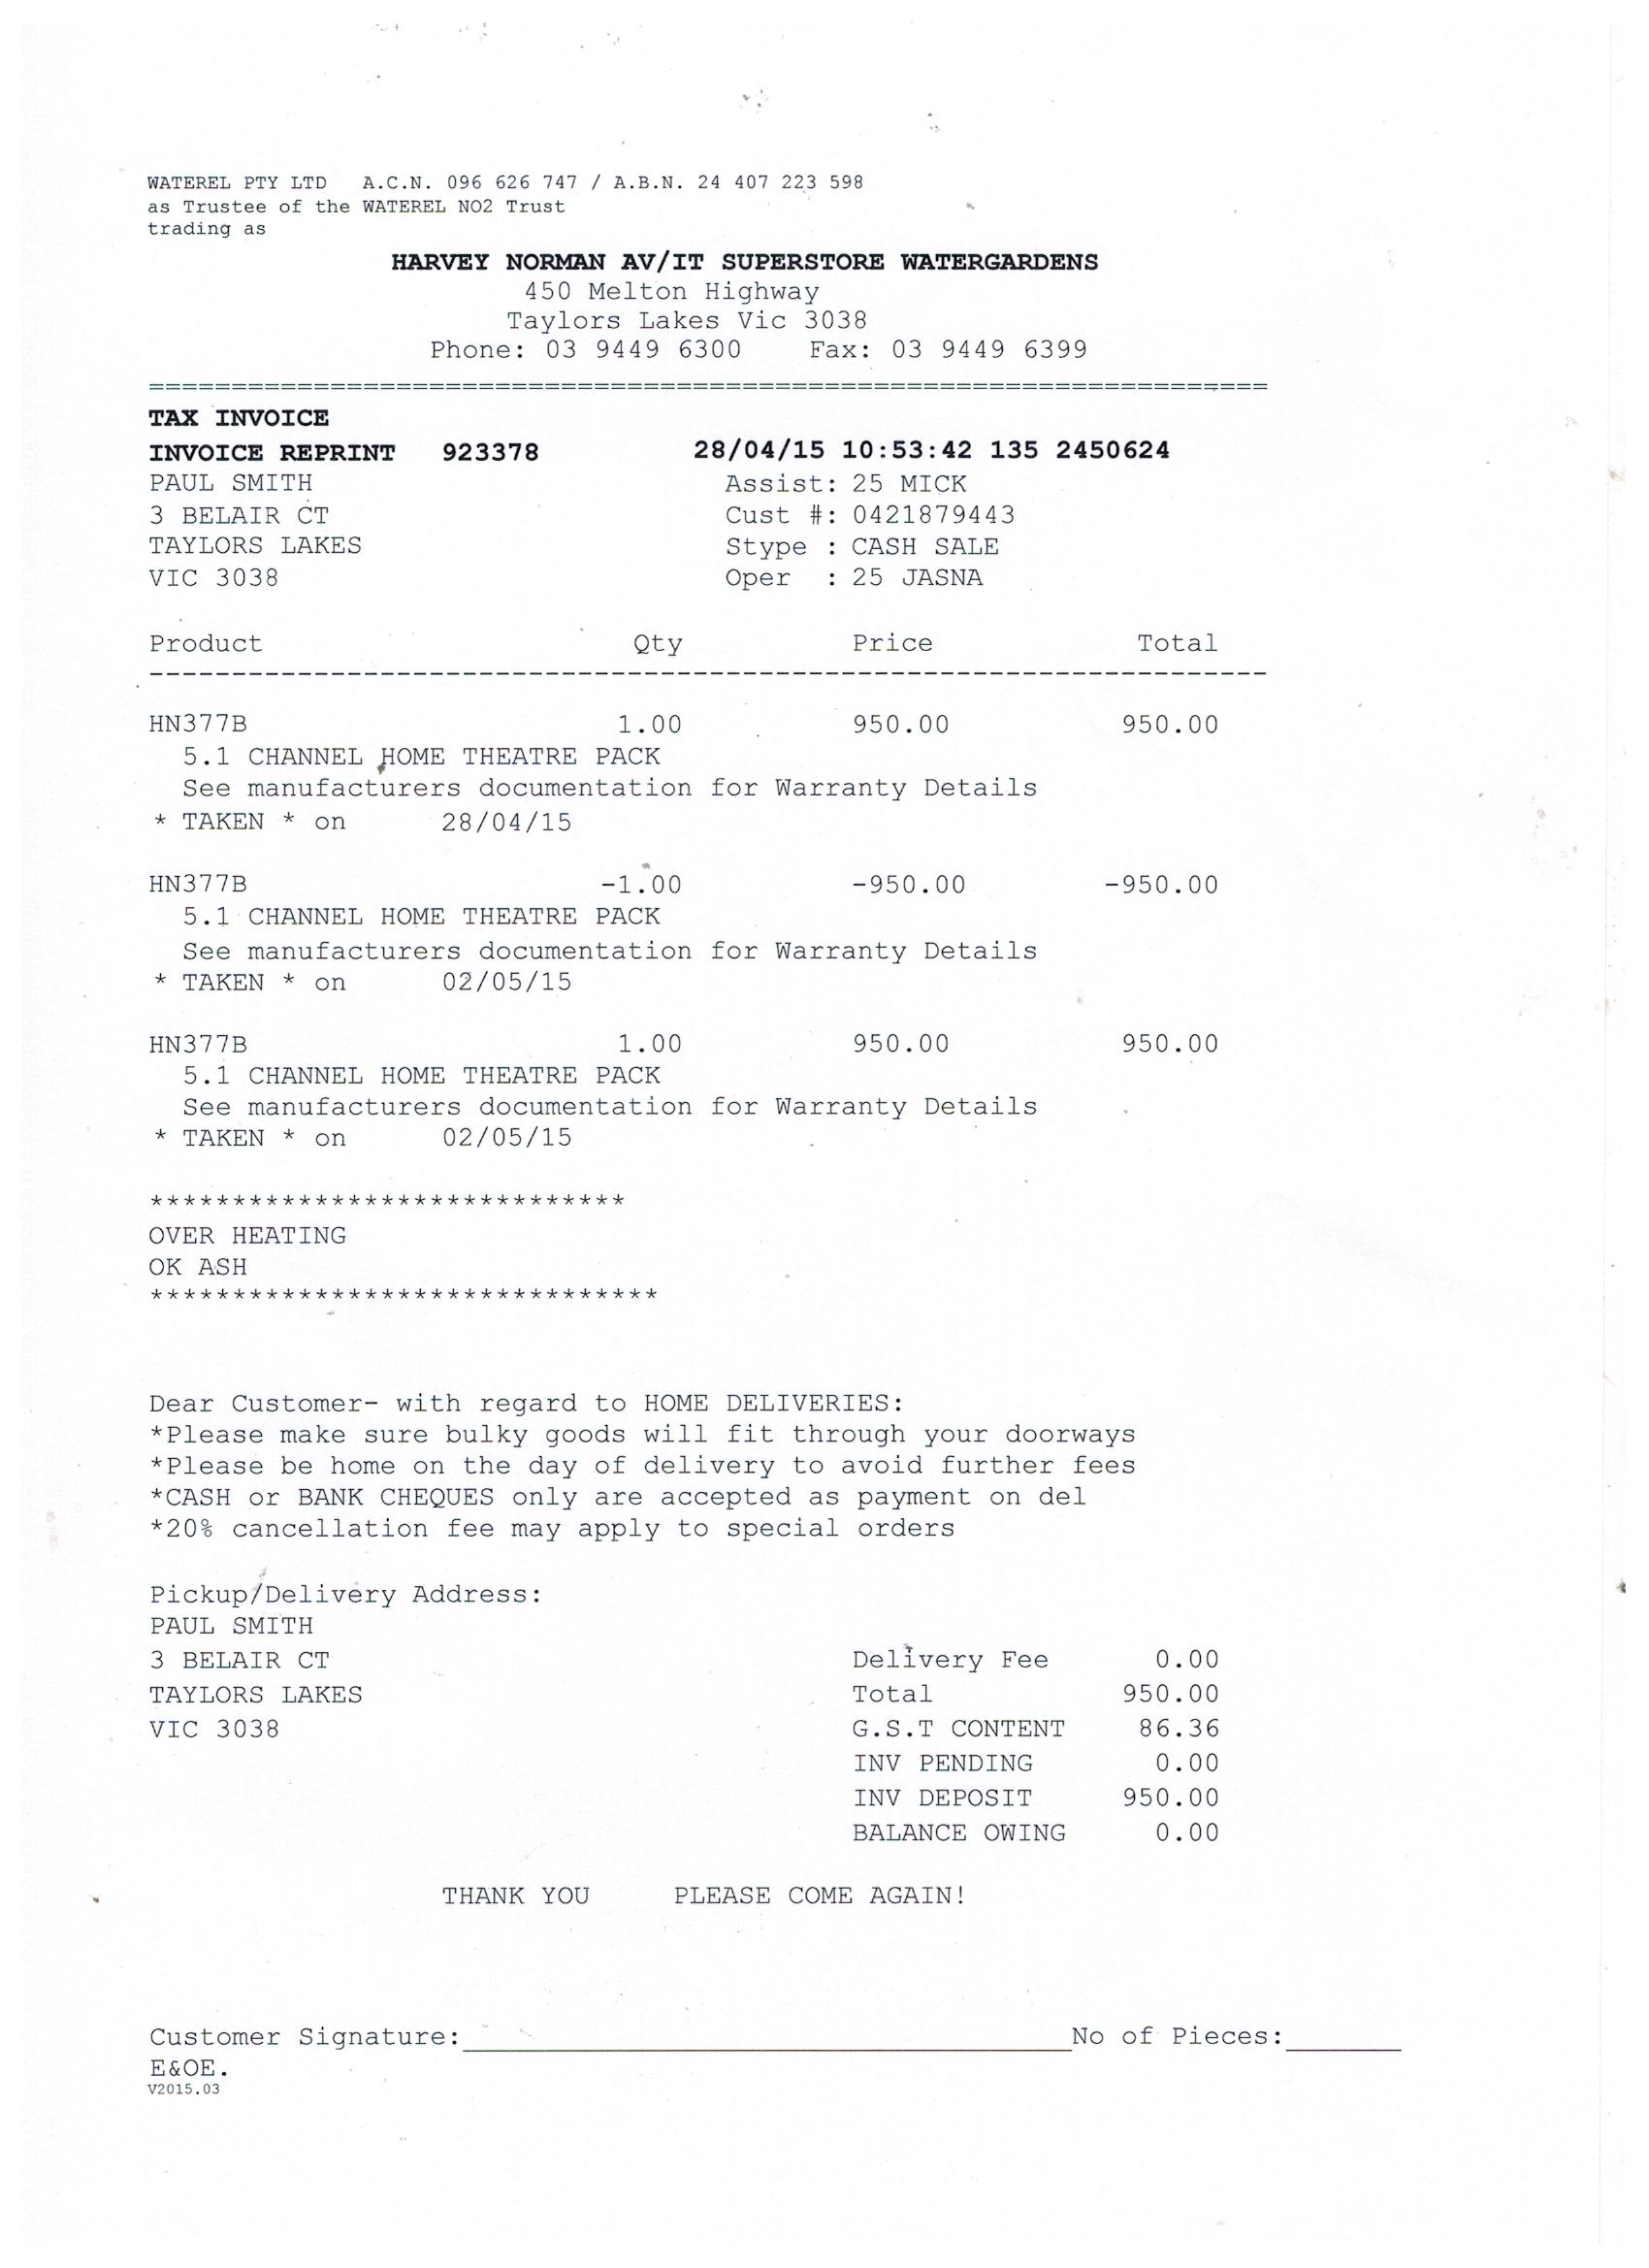 WATEREL PTY LTD A.C.N. 096 626 747 / A.B.N. 24 407 223 598
as Trustee of the WATEREL NO2 Trust
trading as
HARVEY NORMAN AV/IT SUPERSTORE WATERGARDENS
450 Melton Highway
Taylors Lakes Vic 3038
Phone: 03 9449 6300 Fax: 03 9449 6399
====================================================================
TAX INVOICE
INVOICE REPRINT 923378 28/04/15 10:53:42 135 2450624
PAUL SMITH Assist: 25 MICK
3 BELAIR CT Cust #: 0421879443
TAYLORS LAKES Stype : CASH SALE
VIC 3038 Oper : 25 JASNA
Product Qty Price Total
--------------------------------------------------------------------
HN377B 1.00 950.00 950.00
5.1 CHANNEL HOME THEATRE PACK
See manufacturers documentation for Warranty Details
* TAKEN * on 28/04/15
HN377B -1.00 -950.00 -950.00
5.1 CHANNEL HOME THEATRE PACK
See manufacturers documentation for Warranty Details
* TAKEN * on 02/05/15
HN377B 1.00 950.00 950.00
5.1 CHANNEL HOME THEATRE PACK
See manufacturers documentation for Warranty Details
* TAKEN * on 02/05/15
*****************************
OVER HEATING
OK ASH
*******************************
Dear Customer- with regard to HOME DELIVERIES:
*Please make sure bulky goods will fit through your doorways
*Please be home on the day of delivery to avoid further fees
*CASH or BANK CHEQUES only are accepted as payment on del
*20% cancellation fee may apply to special orders
Pickup/Delivery Address:
PAUL SMITH
3 BELAIR CT Delivery Fee 0.00
TAYLORS LAKES Total 950.00
VIC 3038 G.S.T CONTENT 86.36
INV PENDING 0.00
INV DEPOSIT 950.00
BALANCE OWING 0.00
THANK YOU PLEASE COME AGAIN!
Customer Signature:_____________________________________No of Pieces:_______
E&OE.
V2015.03